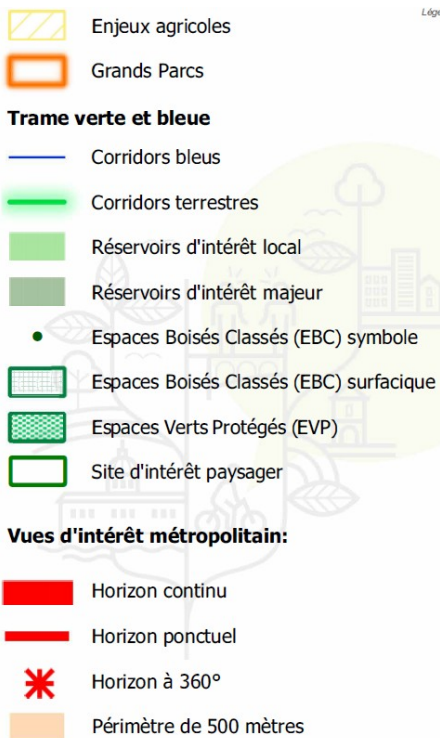 Enjeux agricoles
Grands Parcs
Trame verte et bleue
Corridors bleus
Corridors terrestres
Réservoirs d'intérêt local
Réservoirs d'intérêt majeur
Espaces Boisés Classés (EBC) symbole
Espaces Boisés Classés (EBC) surfacique
Espaces Verts Protégés (EVP)
Site d'intérêt paysager
Vues d'intérêt métropolitain:
Horizon continu
Horizon ponctuel
Horizon à 360°
Périmètre de 500 mètres